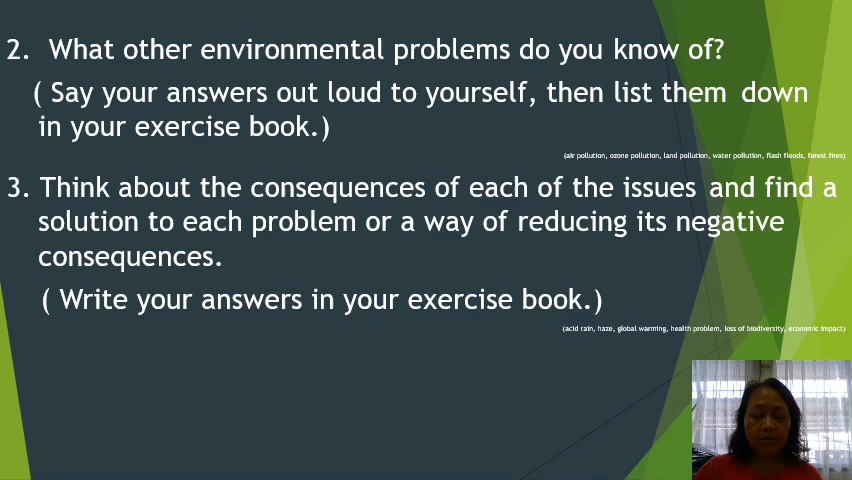 2. What other environmental problems do you know of?
( Say your answers out loud to yourself, then list them down
in your exercise book.)
(air pollution, ozone pollution, land pollution, water pollution, flash floods, forest fires)
3. Think about the consequences of each of the issues and find a
solution to each problem or a way of reducing its negative
consequences.
( Write your answers in your exercise book.)
(acid rain, haze, global warming, health problem, loss of biodiversity, economic impact)